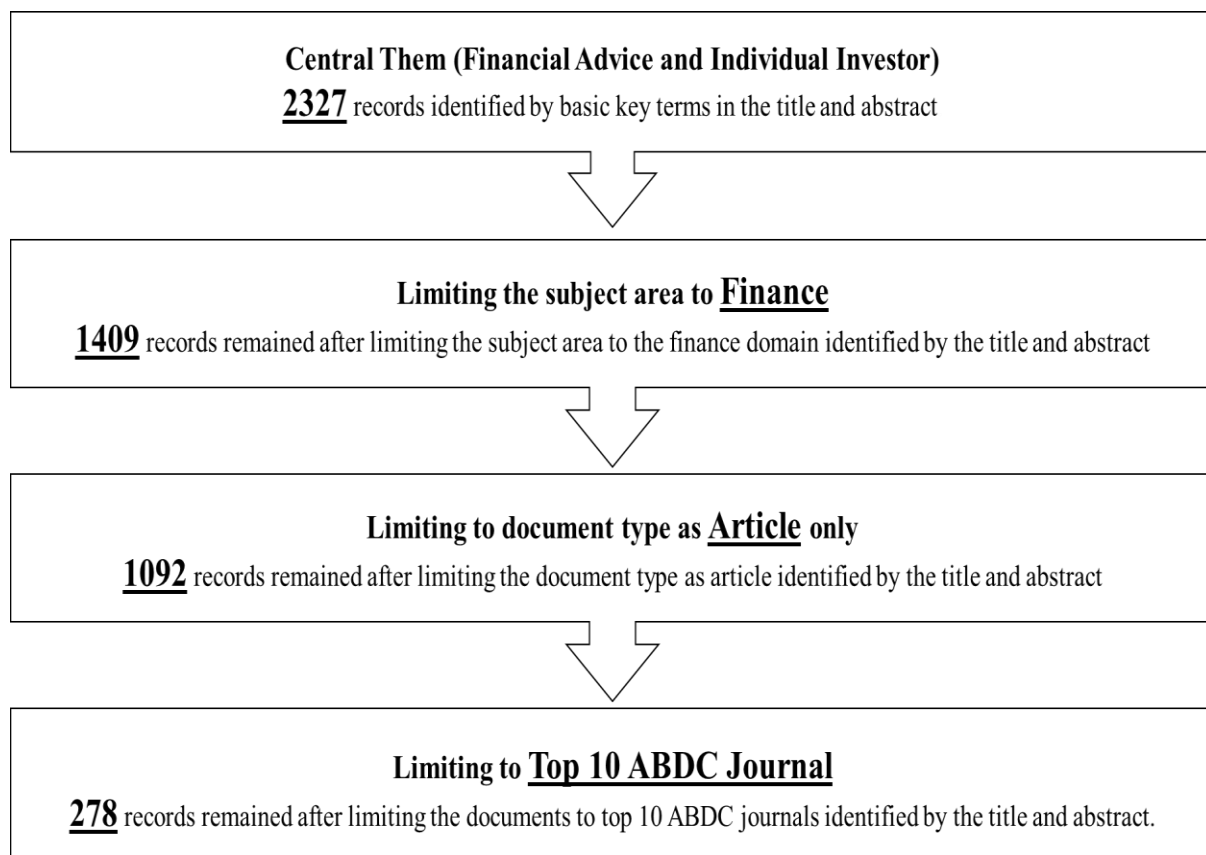 Central Them (Financial Advice and Individual Investor)
2327 records identified by basic key terms in the title and abstract
Limiting the subject area to Finance
1409 records remained after limiting the subject area to the finance domain identified by the title and abstract
Limiting to document type as Article only
1092 records remained after limiting the document type as article identified by the title and abstract
Limiting to Top 10 ABDC Journal
278 records remained after limiting the documents to top 10 ABDC journals identified by the title and abstract.